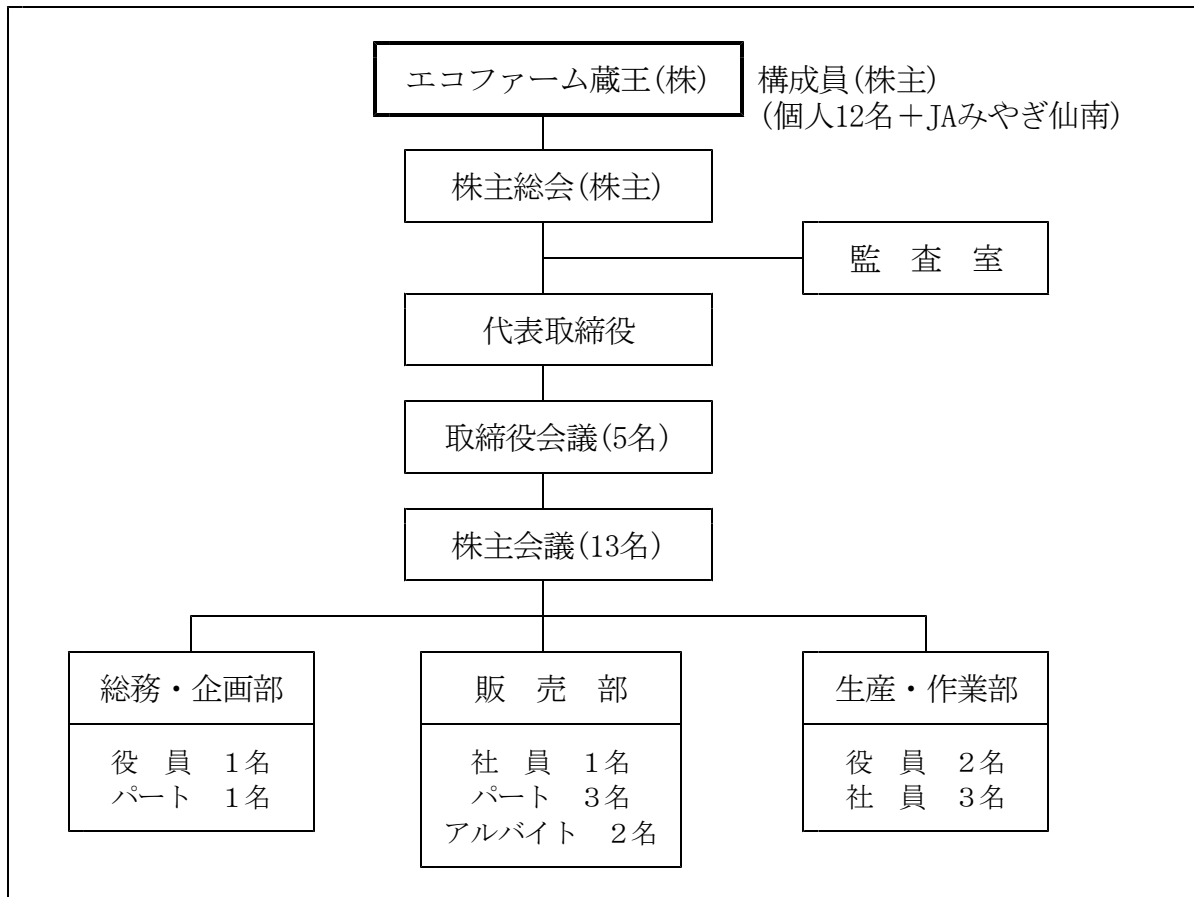 エコファーム蔵王(株)
構成員(株主)
(個人12名＋JAみやぎ仙南)
株主総会(株主)
監　査　室
代表取締役
取締役会議(5名)
株主会議(13名)
総務・企画部
役　員　１名
パート　１名
販　売　部
社　員　１名
パート　３名
アルバイト　２名
生産・作業部
役　員　２名
社　員　３名